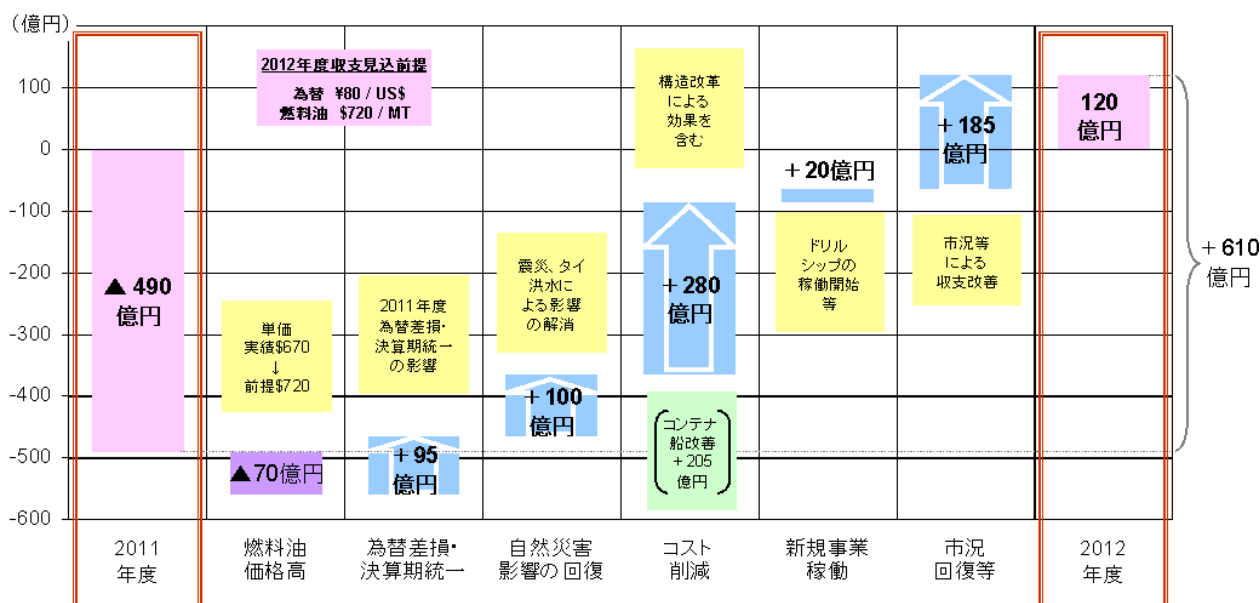 （億円）
100
0
-100
-200
-300
-400
-500
-600
2012年度収支見込前提
為替 ¥80 / US$
燃料油 $720 / MT
▲ 490
億円
単価
実績$670
↓
前提$720
▲70億円
2011年度
為替差損・
決算期統一
の影響
＋95
億円
震災、タイ
洪水に
よる影響
の解消
＋100
億円
構造改革
による
効果を
含む
＋280
億円
コンテナ
船改善
＋205
億円
＋20億円
ドリル
シップの
稼働開始
等
＋185
億円
市況等
による
収支改善
120
億円
＋610
億円
2011
年度
燃料油
価格高
為替差損・
決算期統一
自然災害
影響の回復
コスト
削減
新規事業
稼働
市況
回復等
2012
年度